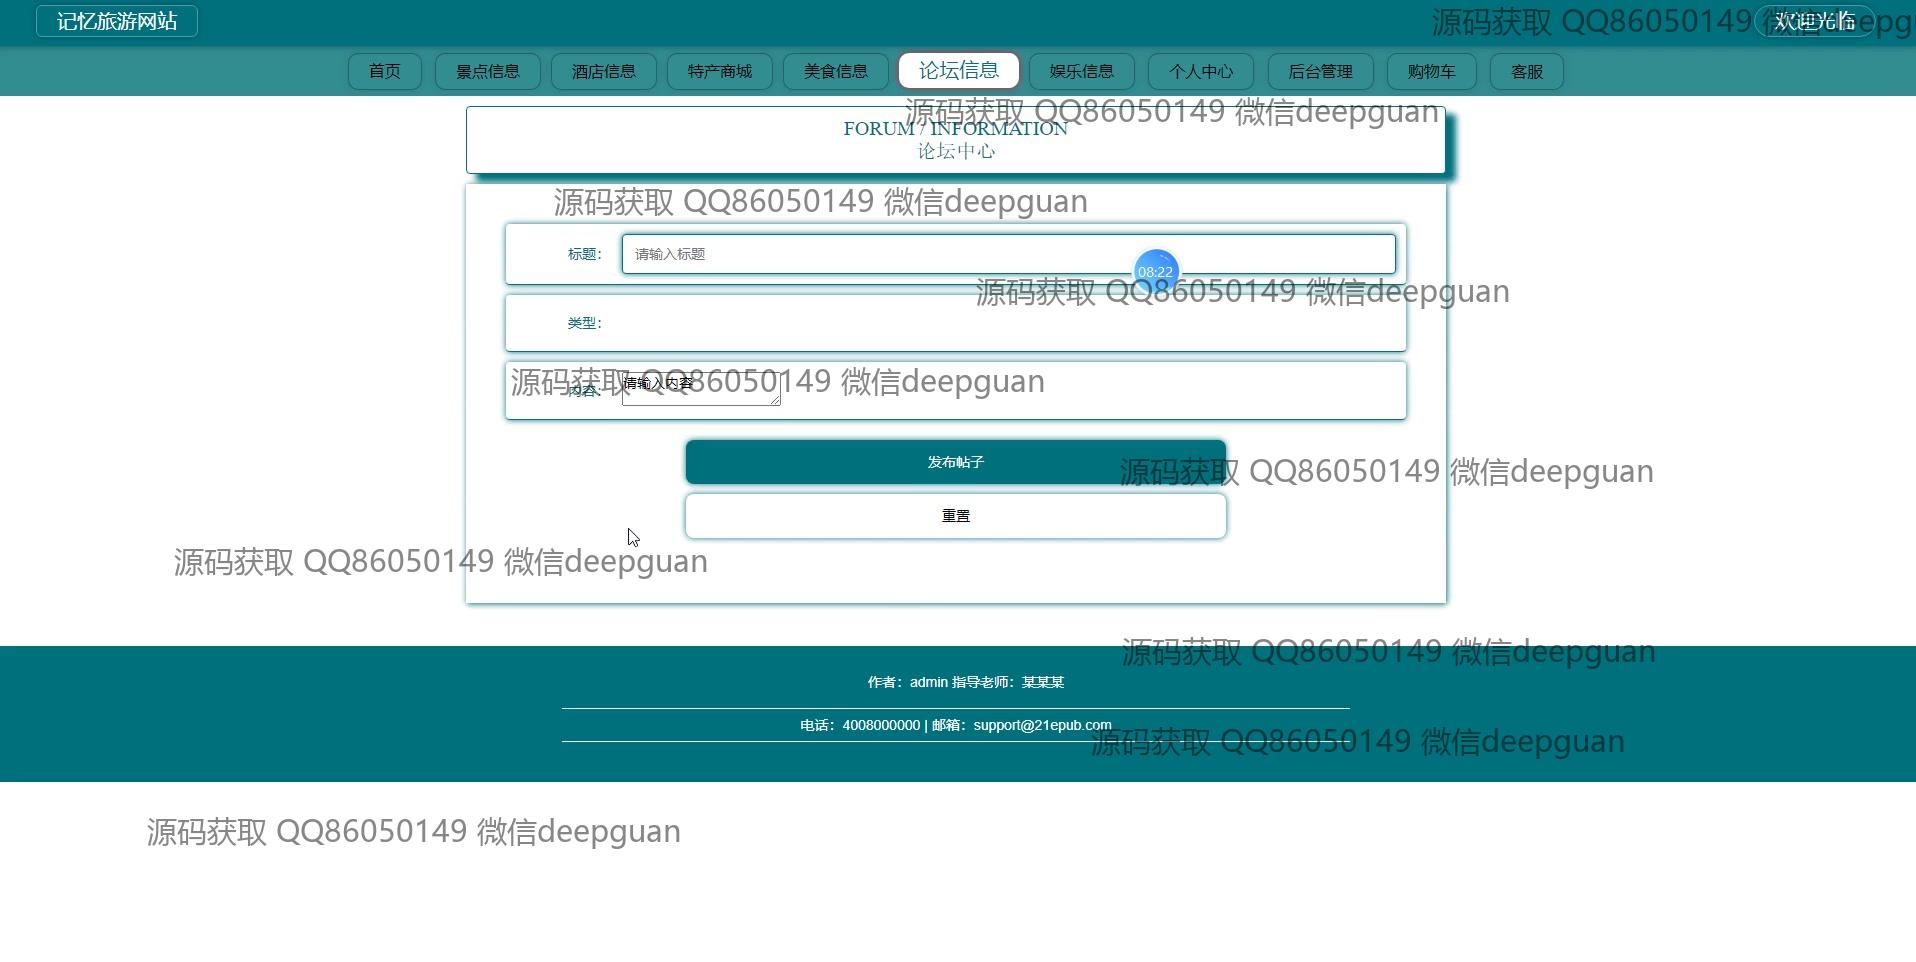 记忆旅游网站
欢迎光临
源码获取 QQ86050149 微信deepg
首页 景点信息 酒店信息 特产商城 美食信息 论坛信息 娱乐信息 个人中心 后台管理 购物车 客服
源码获取 QQ86050149 微信deepguan
FORUM / INFORMATION
论坛中心
源码获取 QQ86050149 微信deepguan
标题： 请输入标题
08:22
源码获取 QQ86050149 微信deepguan
类型：
内容： 请输入内容
源码获取 QQ86050149 微信deepguan
发布帖子
源码获取 QQ86050149 微信deepguan
重置
源码获取 QQ86050149 微信deepguan
源码获取 QQ86050149 微信deepguan
作者：admin 指导老师：某某某
电话：4008000000 | 邮箱：support@21epub.com
源码获取 QQ86050149 微信deepguan
源码获取 QQ86050149 微信deepguan